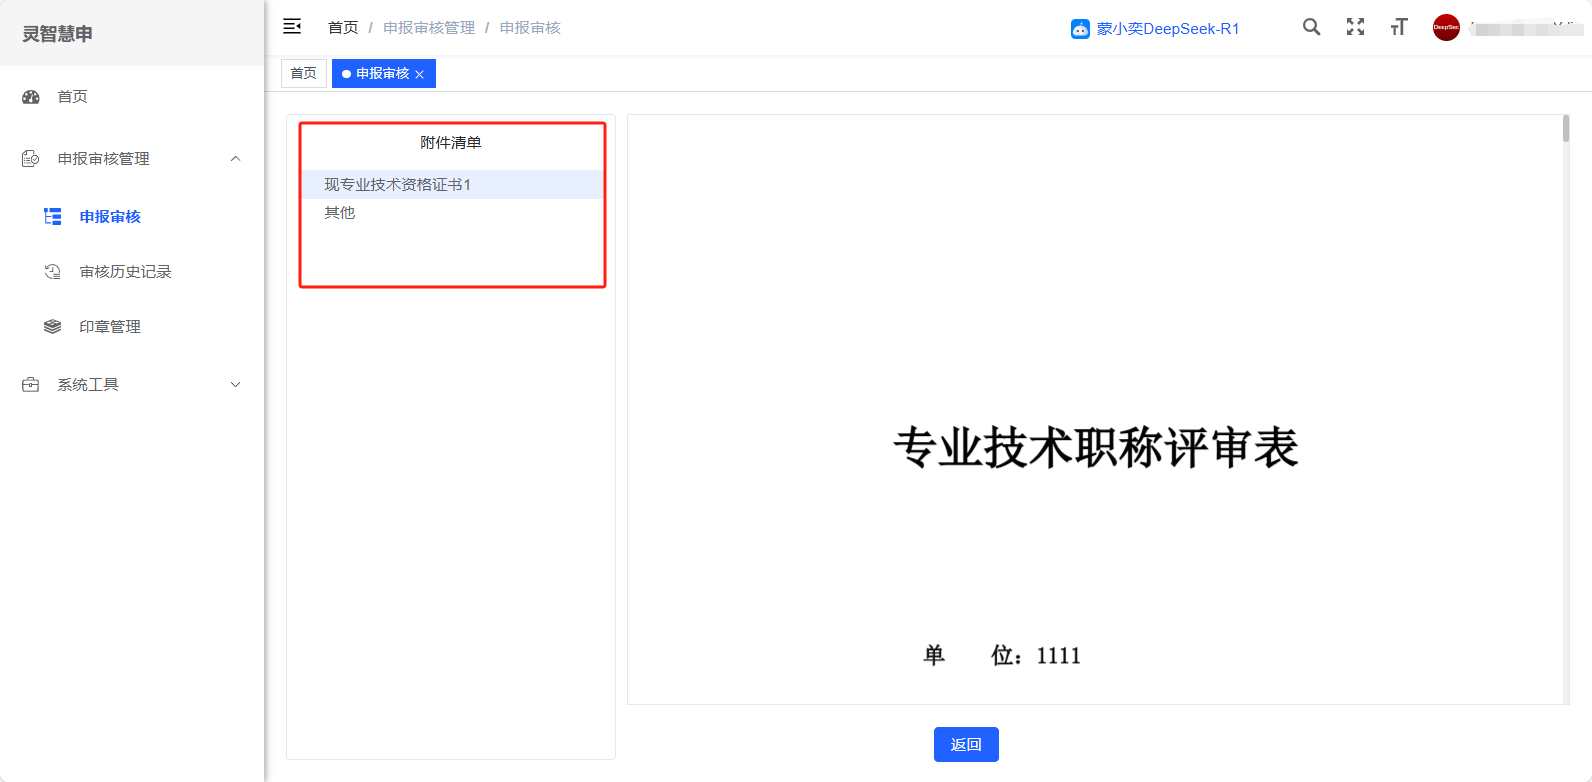 灵智慧申
首页
申报审核管理
申报审核
审核历史记录
印章管理
系统工具
首页 / 申报审核管理 / 申报审核
蒙小奕DeepSeek-R1
首页
申报审核
附件清单
现专业技术资格证书1
其他
专业技术职称评审表
单 位：1111
返回